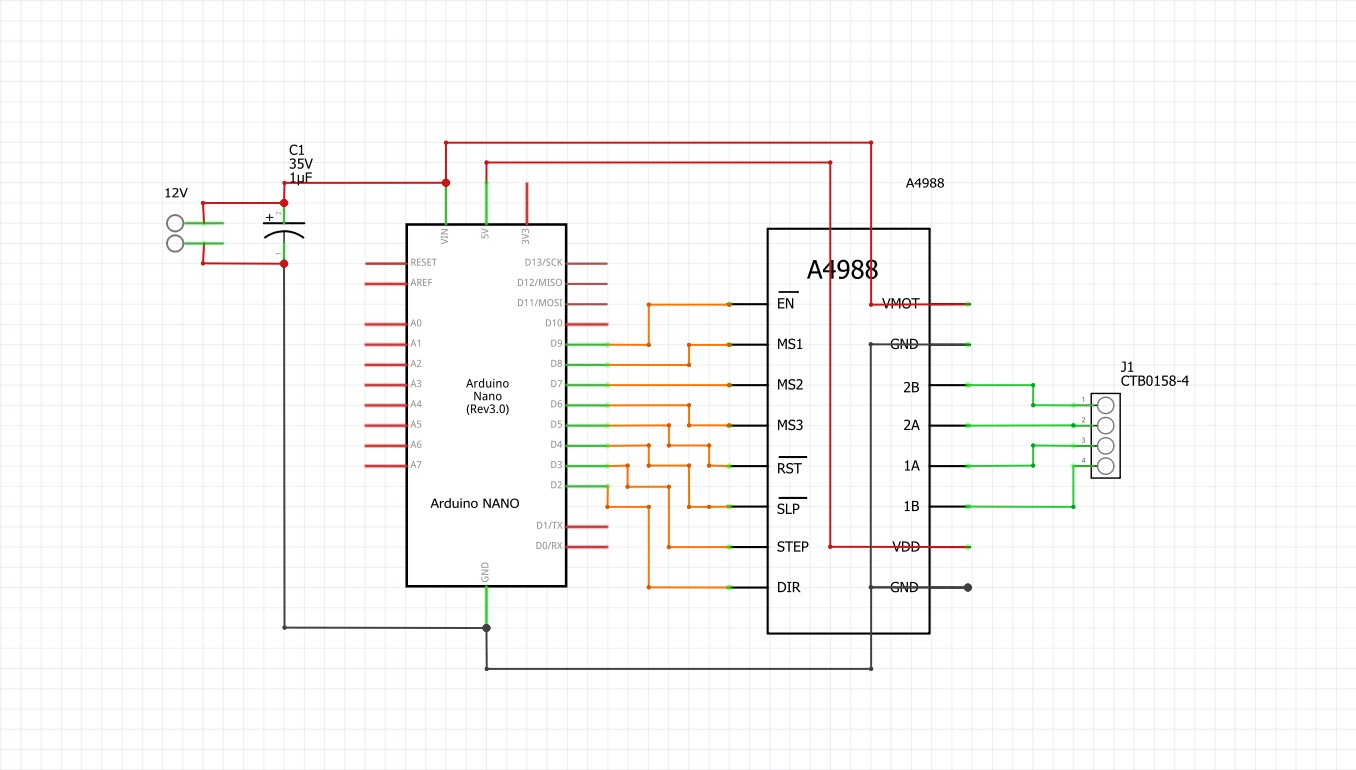 C1
35V
1µF
12V
+
2
1
VIN
5V
3V3
RESET
AREF
A0
A1
A2
A3
A4
A5
A6
A7
D13/SCK
D12/MISO
D11/MOSI
D10
D9
D8
D7
D6
D5
D4
D3
D2
D1/TX
D0/RX
Arduino
Nano
(Rev3.0)
Arduino NANO
GND
A4988
A4988
EN
MS1
MS2
MS3
RST
SLP
STEP
DIR
VMOT
GND
2B
2A
1A
1B
VDD
GND
J1
CTB0158-4
1
2
3
4